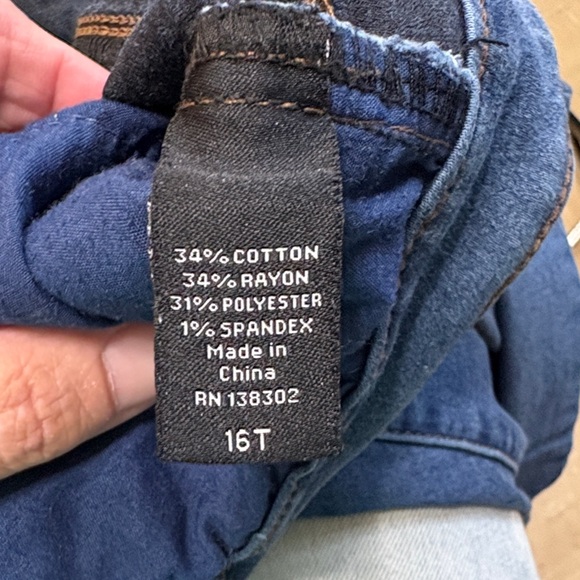 34% COTTON
34% RAYON
31% POLYESTER
1% SPANDEX
Made in
China
RN 138302
16T